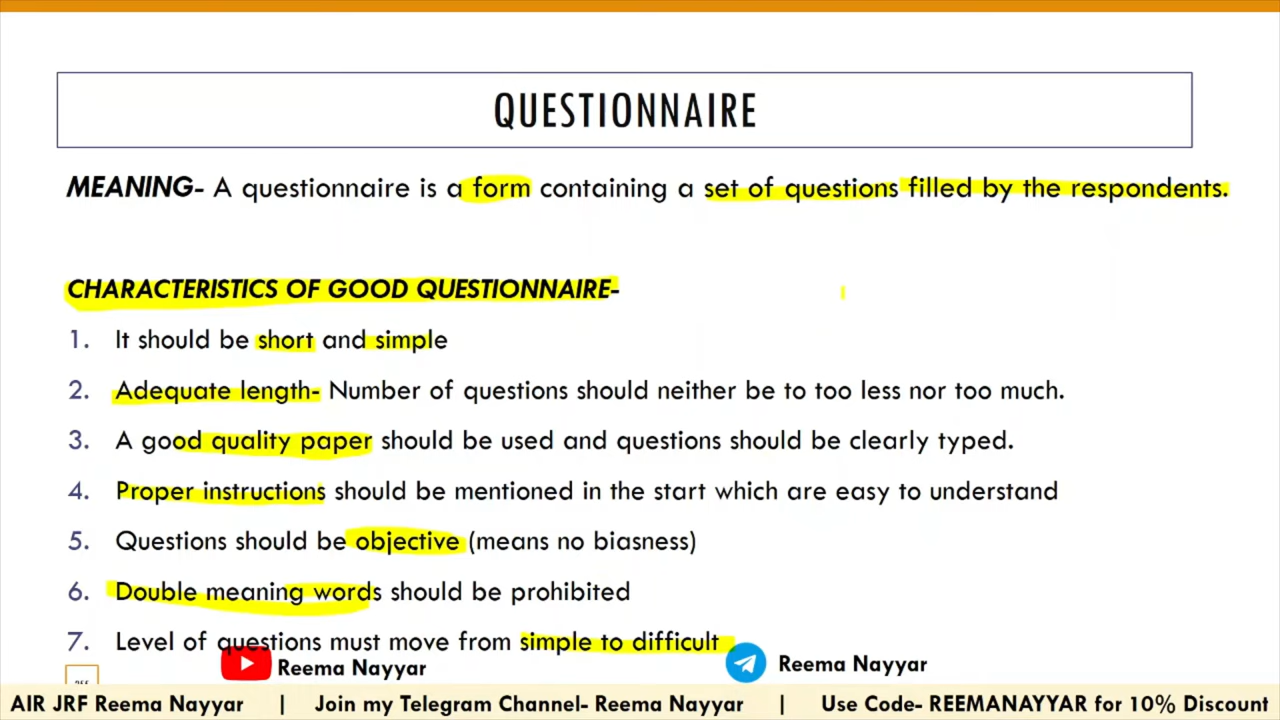 QUESTIONNAIRE
MEANING- A questionnaire is a form containing a set of questions filled by the respondents.
CHARACTERISTICS OF GOOD QUESTIONNAIRE-
1. It should be short and simple
2. Adequate length- Number of questions should neither be to too less nor too much.
3. A good quality paper should be used and questions should be clearly typed.
4. Proper instructions should be mentioned in the start which are easy to understand
5. Questions should be objective (means no biasness)
6. Double meaning words should be prohibited
7. Level of questions must move from simple to difficult
Reema Nayyar
Reema Nayyar
AIR JRF Reema Nayyar | Join my Telegram Channel- Reema Nayyar | Use Code- REEMANAYYAR for 10% Discount